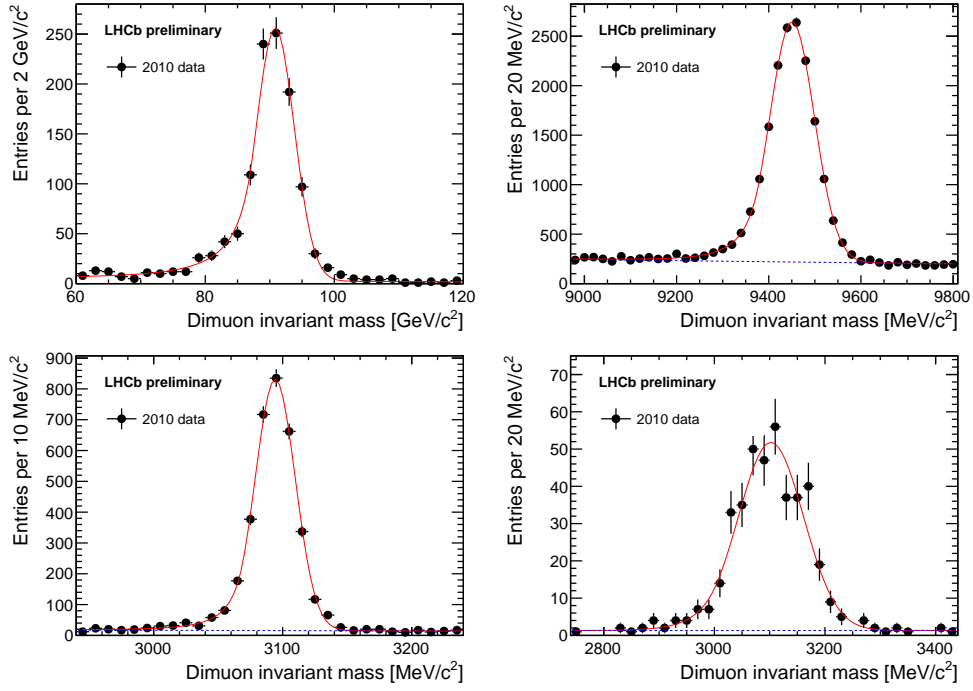 Entries per 2 GeV/c²
250
200
150
100
50
0
LHCb preliminary
2010 data
60
80
100
120
Dimuon invariant mass [GeV/c²]
Entries per 20 MeV/c²
2500
2000
1500
1000
500
0
LHCb preliminary
2010 data
9000
9200
9400
9600
9800
Dimuon invariant mass [MeV/c²]
Entries per 10 MeV/c²
900
800
700
600
500
400
300
200
100
0
LHCb preliminary
2010 data
3000
3100
3200
Dimuon invariant mass [MeV/c²]
Entries per 20 MeV/c²
70
60
50
40
30
20
10
0
LHCb preliminary
2010 data
2800
3000
3200
3400
Dimuon invariant mass [MeV/c²]